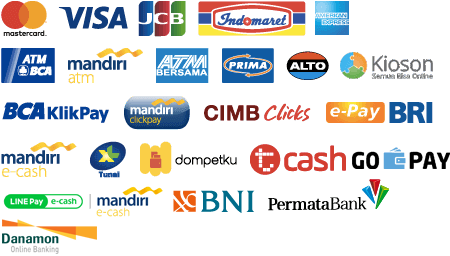 mastercard. VISA JCB Indomaret AMERICAN EXPRESS
ATM BCA mandiri atm ATM BERSAMA PRIMA ALTO Kioson Semua Bisa Online
BCA KlikPay mandiri clickpay CIMB Clicks e-Pay BRI
mandiri e-cash XL Tunai dompetku t cash GO PAY
LINE Pay e-cash mandiri e-cash BNI PermataBank
Danamon
Online Banking